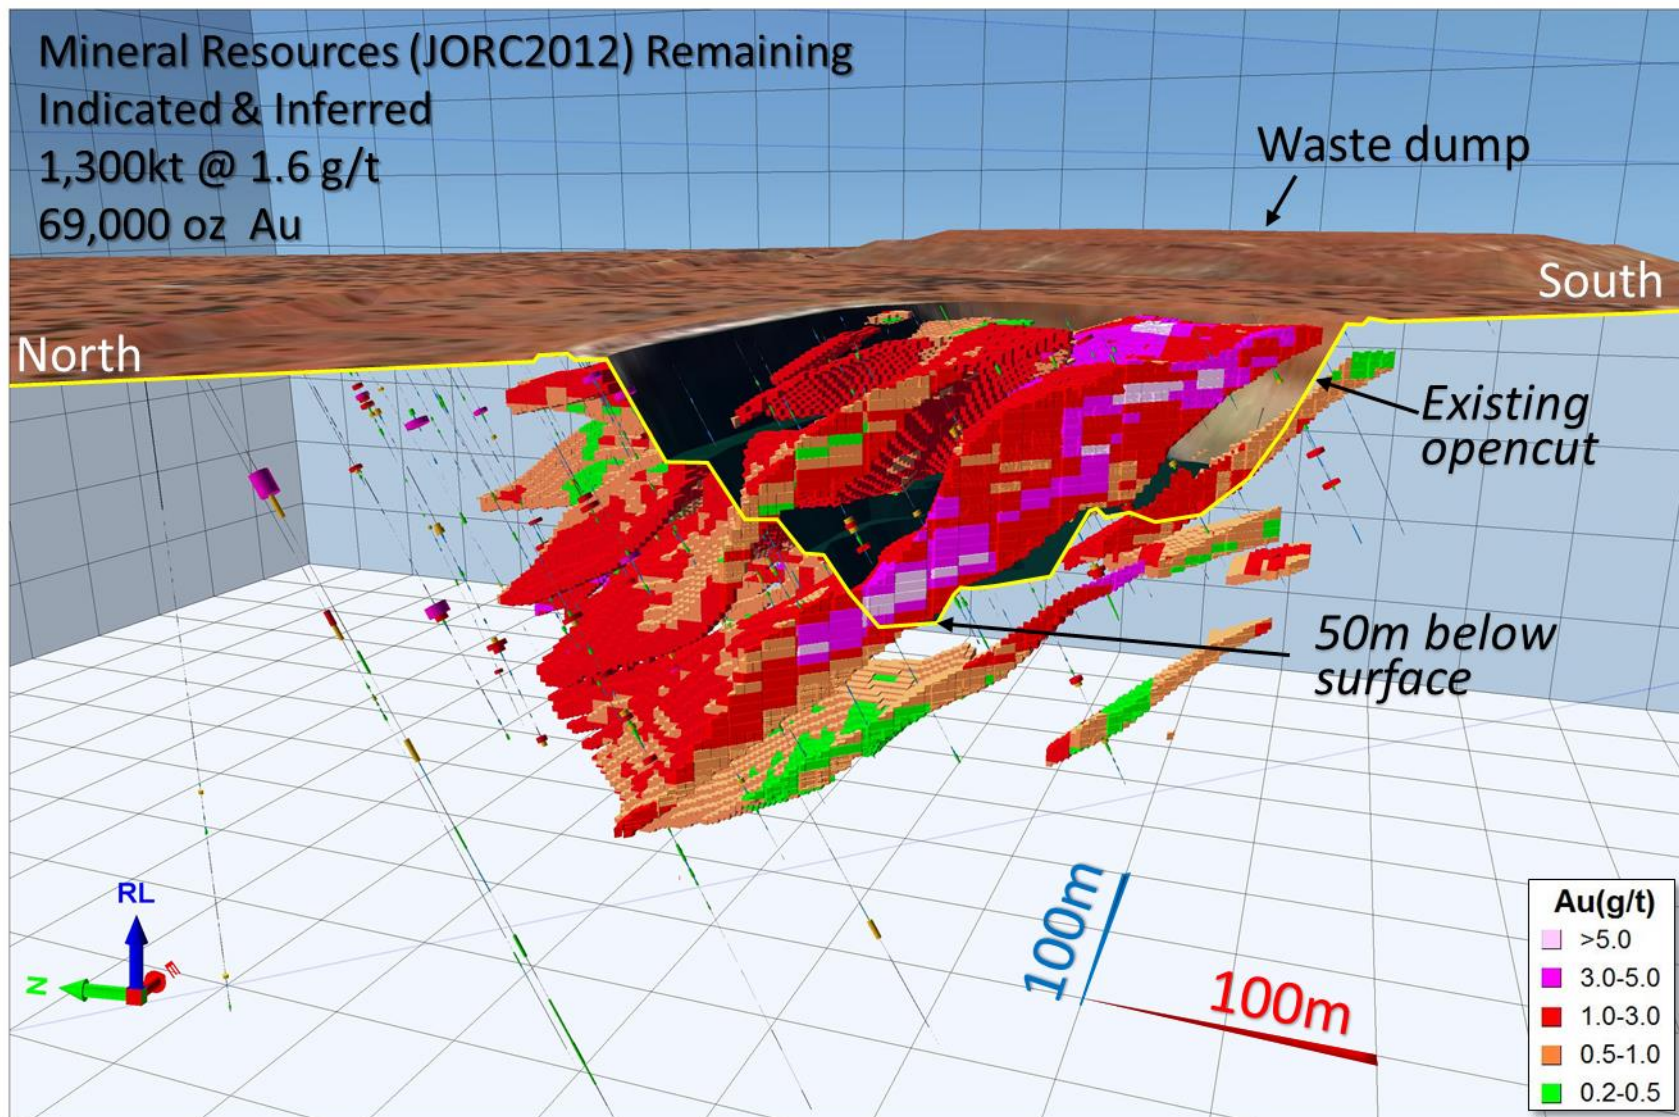 Mineral Resources (JORC2012) Remaining
Indicated & Inferred
1,300kt @ 1.6 g/t
69,000 oz Au
Waste dump
South
North
Existing
opencut
50m below
surface
RL
N
E
100m
100m
Au(g/t)
>5.0
3.0-5.0
1.0-3.0
0.5-1.0
0.2-0.5